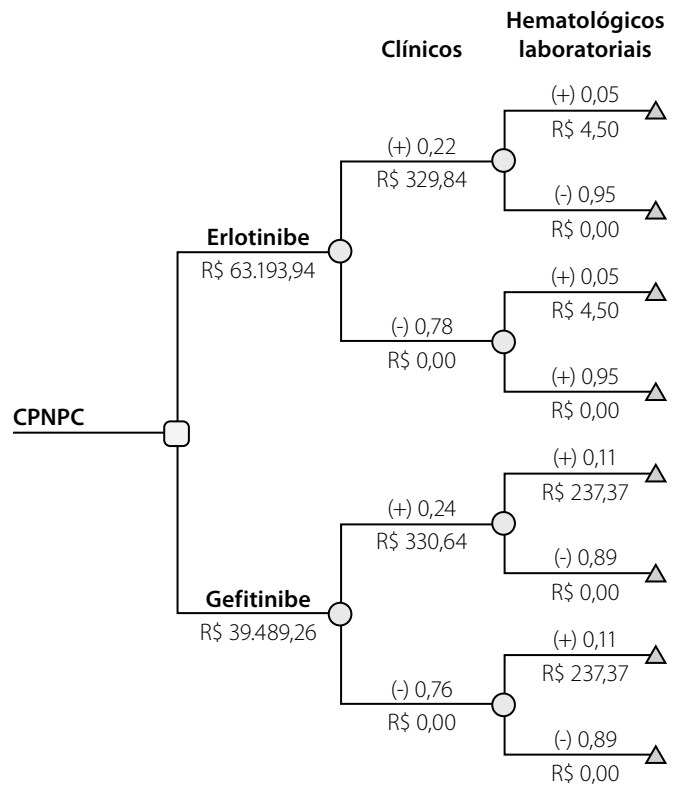 Clínicos
Hematológicos
laboratoriais
(+) 0,05
R$ 4,50
(+) 0,22
R$ 329,84
(-) 0,95
R$ 0,00
Erlotinibe
R$ 63.193,94
(+) 0,05
R$ 4,50
(-) 0,78
R$ 0,00
(+) 0,95
R$ 0,00
CPNPC
(+) 0,11
R$ 237,37
(+) 0,24
R$ 330,64
(-) 0,89
R$ 0,00
Gefitinibe
R$ 39.489,26
(+) 0,11
R$ 237,37
(-) 0,76
R$ 0,00
(-) 0,89
R$ 0,00